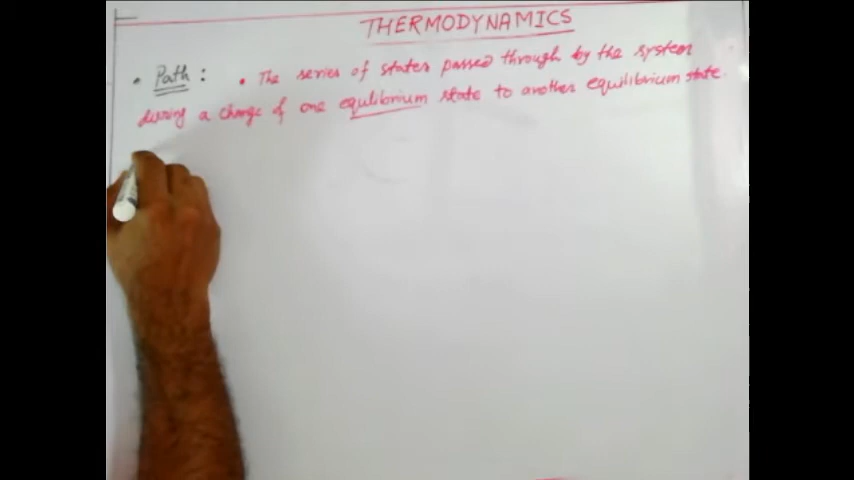 THERMODYNAMICS
• Path : • The series of states passed through by the system
during a change of one equlibrium state to another equilibrium state.